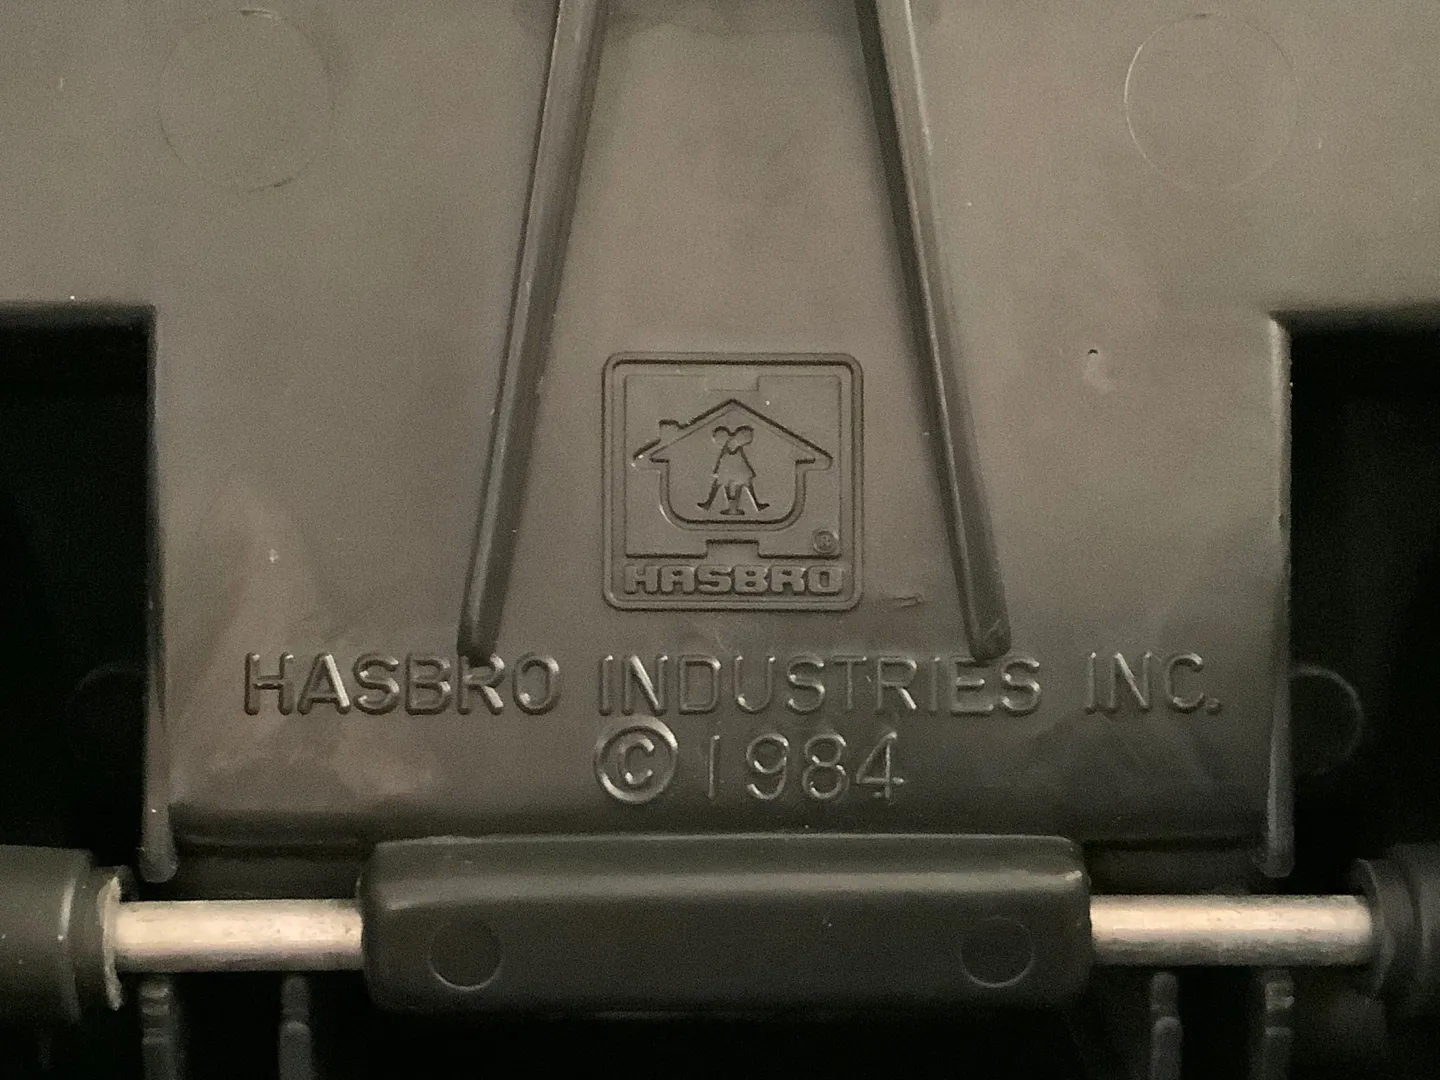 ®
HASBRO
HASBRO INDUSTRIES INC.
© 1984